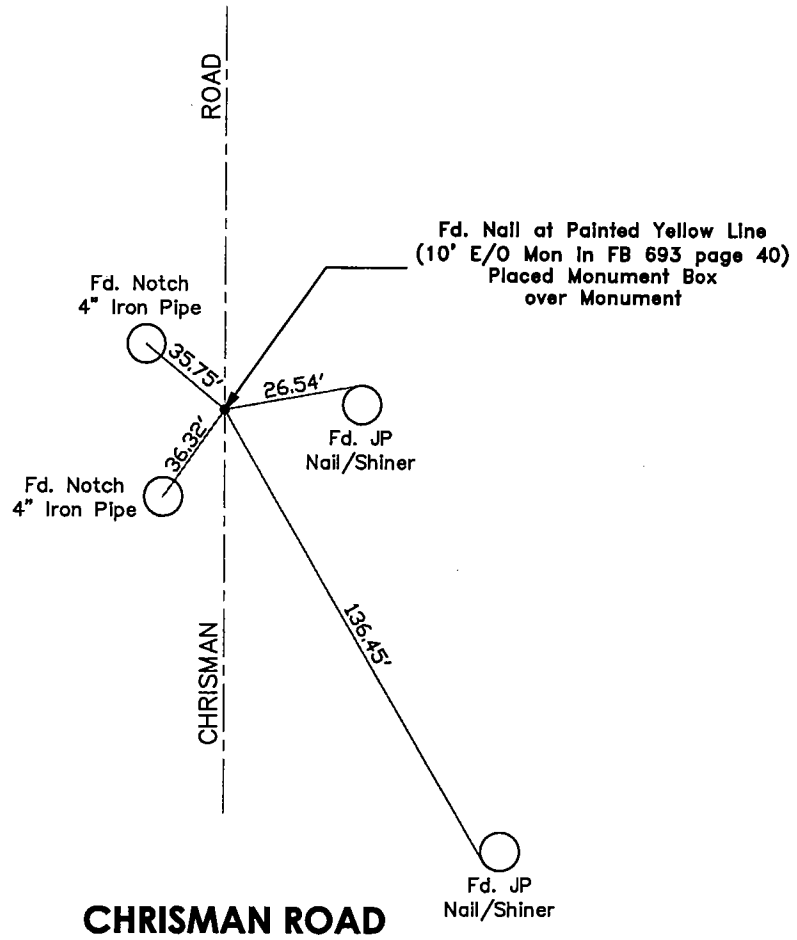 ROAD
Fd. Nail at Painted Yellow Line
(10' E/O Mon in FB 693 page 40)
Placed Monument Box
over Monument
Fd. Notch
4" Iron Pipe
35.75'
26.54'
Fd. JP
Nail/Shiner
36.32'
Fd. Notch
4" Iron Pipe
136.45'
CHRISMAN
Fd. JP
Nail/Shiner
CHRISMAN ROAD